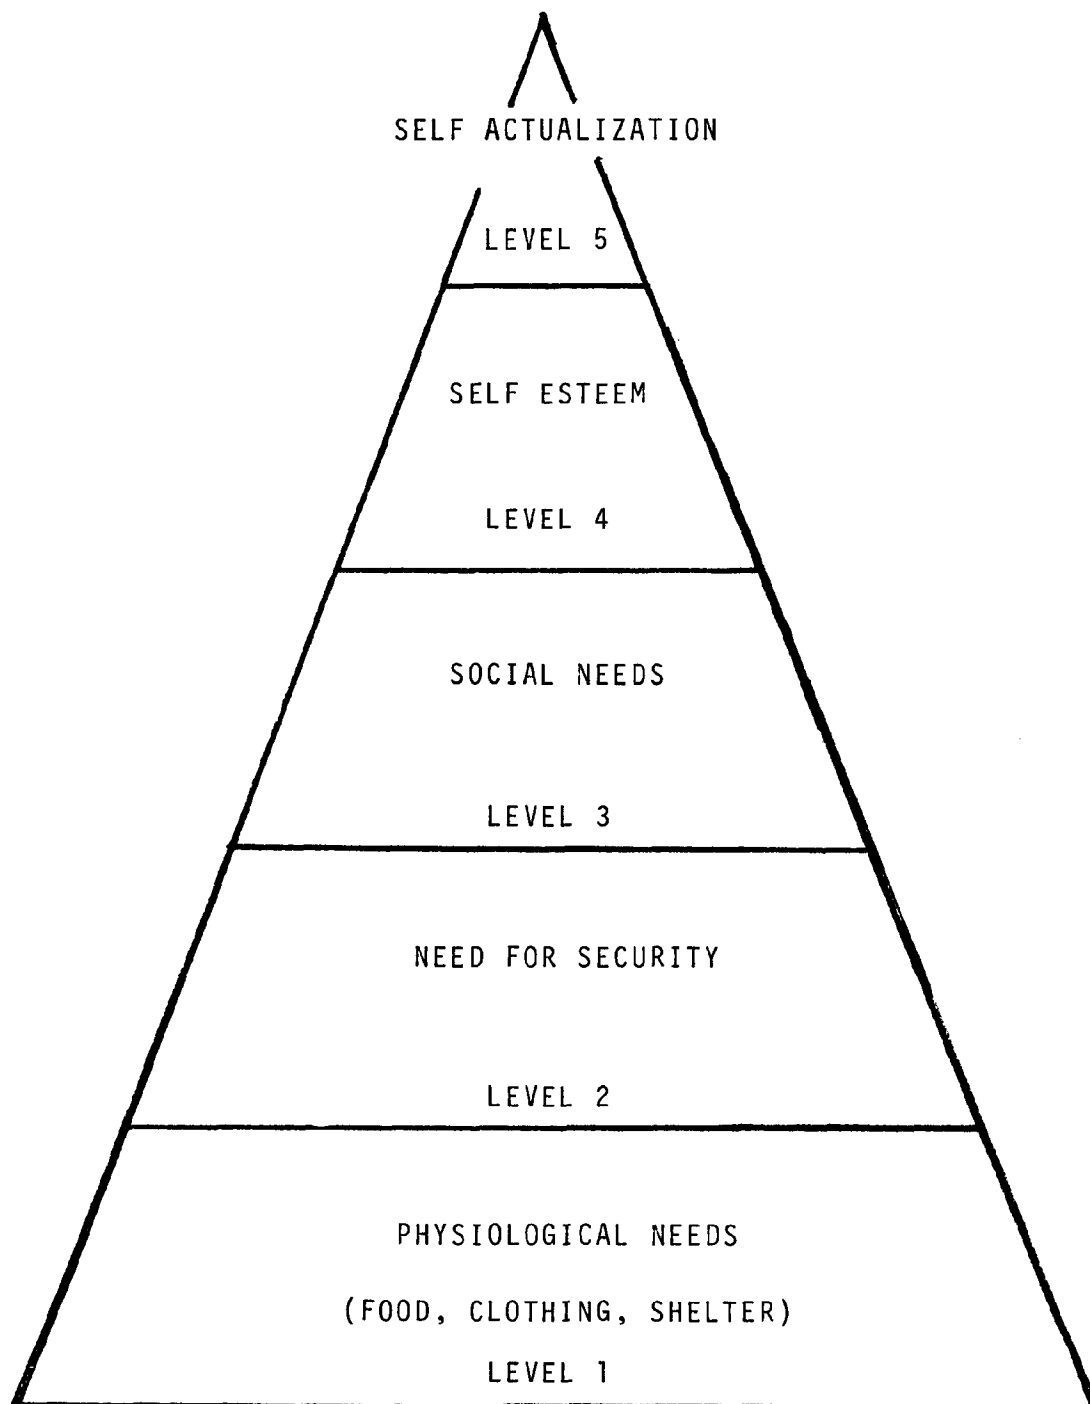 SELF ACTUALIZATION
LEVEL 5
SELF ESTEEM
LEVEL 4
SOCIAL NEEDS
LEVEL 3
NEED FOR SECURITY
LEVEL 2
PHYSIOLOGICAL NEEDS
(FOOD, CLOTHING, SHELTER)
LEVEL 1